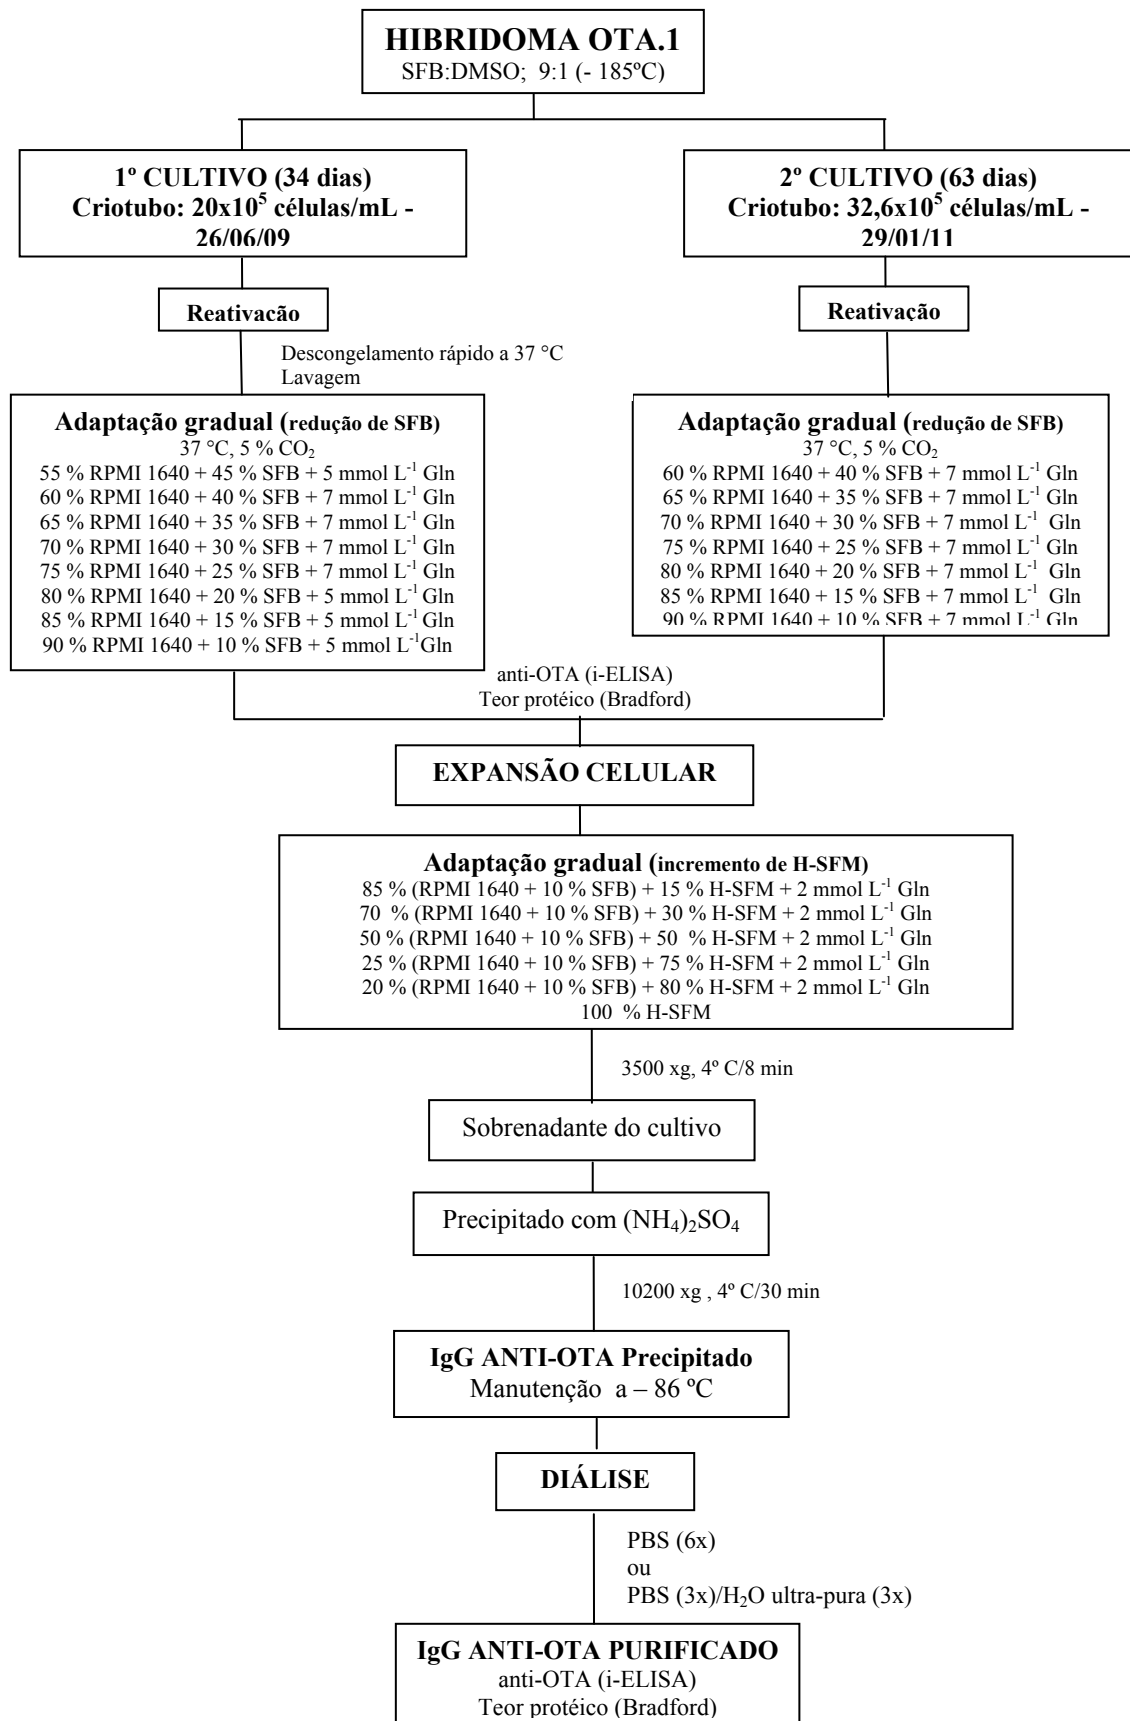 HIBRIDOMA OTA.1
SFB:DMSO; 9:1 (- 185ºC)
1º CULTIVO (34 dias)
Criotubo: 20x10⁵ células/mL -
26/06/09
2º CULTIVO (63 dias)
Criotubo: 32,6x10⁵ células/mL -
29/01/11
Reativação
Reativação
Descongelamento rápido a 37 °C
Lavagem
Adaptação gradual (redução de SFB)
37 °C, 5 % CO₂
55 % RPMI 1640 + 45 % SFB + 5 mmol L⁻¹ Gln
60 % RPMI 1640 + 40 % SFB + 7 mmol L⁻¹ Gln
65 % RPMI 1640 + 35 % SFB + 7 mmol L⁻¹ Gln
70 % RPMI 1640 + 30 % SFB + 7 mmol L⁻¹ Gln
75 % RPMI 1640 + 25 % SFB + 7 mmol L⁻¹ Gln
80 % RPMI 1640 + 20 % SFB + 5 mmol L⁻¹ Gln
85 % RPMI 1640 + 15 % SFB + 5 mmol L⁻¹ Gln
90 % RPMI 1640 + 10 % SFB + 5 mmol L⁻¹Gln
Adaptação gradual (redução de SFB)
37 °C, 5 % CO₂
60 % RPMI 1640 + 40 % SFB + 7 mmol L⁻¹ Gln
65 % RPMI 1640 + 35 % SFB + 7 mmol L⁻¹ Gln
70 % RPMI 1640 + 30 % SFB + 7 mmol L⁻¹ Gln
75 % RPMI 1640 + 25 % SFB + 7 mmol L⁻¹ Gln
80 % RPMI 1640 + 20 % SFB + 7 mmol L⁻¹ Gln
85 % RPMI 1640 + 15 % SFB + 7 mmol L⁻¹ Gln
90 % RPMI 1640 + 10 % SFB + 7 mmol L⁻¹ Gln
anti-OTA (i-ELISA)
Teor protéico (Bradford)
EXPANSÃO CELULAR
Adaptação gradual (incremento de H-SFM)
85 % (RPMI 1640 + 10 % SFB) + 15 % H-SFM + 2 mmol L⁻¹ Gln
70 % (RPMI 1640 + 10 % SFB) + 30 % H-SFM + 2 mmol L⁻¹ Gln
50 % (RPMI 1640 + 10 % SFB) + 50 % H-SFM + 2 mmol L⁻¹ Gln
25 % (RPMI 1640 + 10 % SFB) + 75 % H-SFM + 2 mmol L⁻¹ Gln
20 % (RPMI 1640 + 10 % SFB) + 80 % H-SFM + 2 mmol L⁻¹ Gln
100 % H-SFM
3500 xg, 4º C/8 min
Sobrenadante do cultivo
Precipitado com (NH₄)₂SO₄
10200 xg , 4º C/30 min
IgG ANTI-OTA Precipitado
Manutenção a – 86 ºC
DIÁLISE
PBS (6x)
ou
PBS (3x)/H₂O ultra-pura (3x)
IgG ANTI-OTA PURIFICADO
anti-OTA (i-ELISA)
Teor protéico (Bradford)